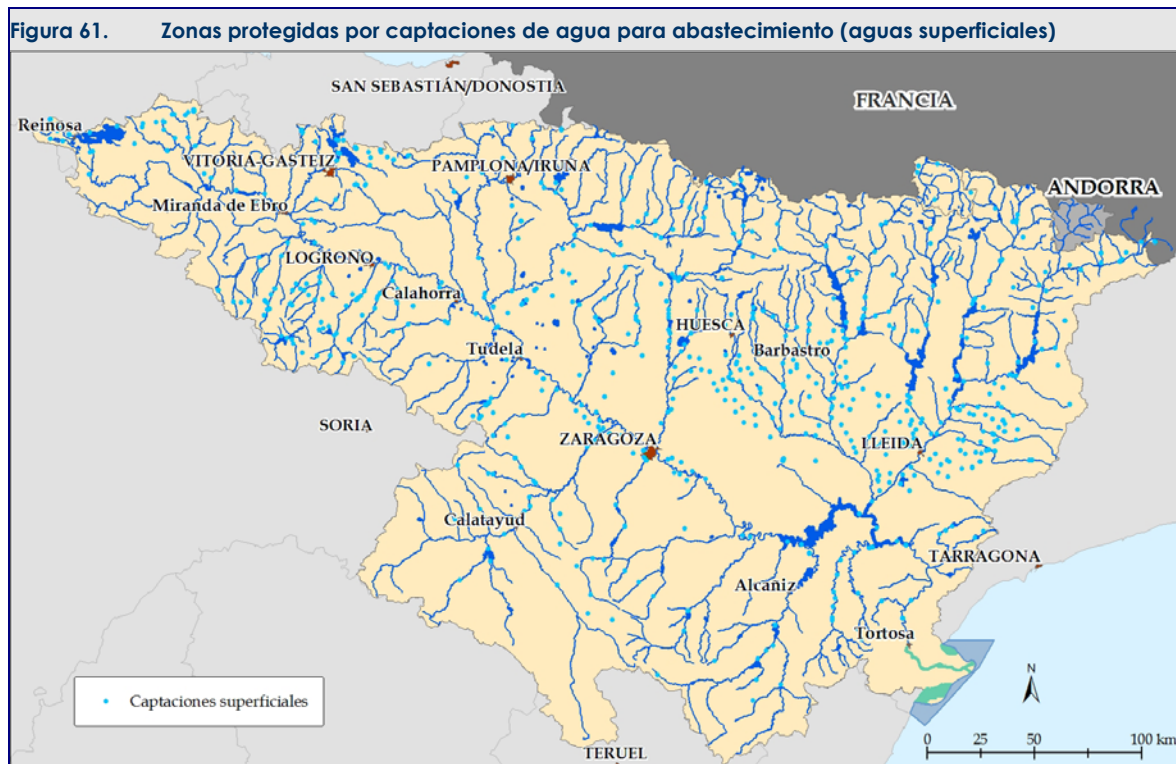 Figura 61. Zonas protegidas por captaciones de agua para abastecimiento (aguas superficiales)
SAN SEBASTIÁN/DONOSTIA
FRANCIA
Reinosa
VITORIA-GASTEIZ
PAMPLONA/IRUÑA
ANDORRA
Miranda de Ebro
LOGROÑO
Calahorra
HUESCA
Tudela
Barbastro
SORIA
ZARAGOZA
LLEIDA
Calatayud
TARRAGONA
Alcañiz
Tortosa
N
Captaciones superficiales
0 25 50 100 km
TERUEL